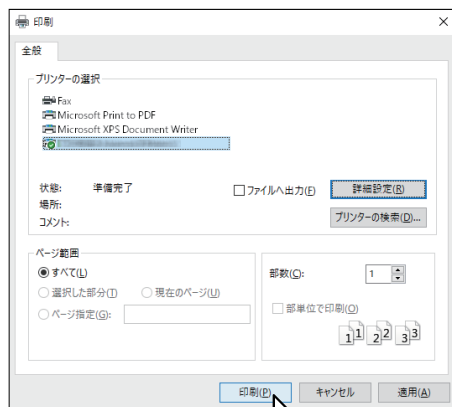 印刷
全般
プリンターの選択
Fax
Microsoft Print to PDF
Microsoft XPS Document Writer
状態: 準備完了
場所:
コメント:
ファイルへ出力(F)
詳細設定(R)
プリンターの検索(D)...
ページ範囲
すべて(L)
選択した部分(T) 現在のページ(U)
ページ指定(G):
部数(C): 1
部単位で印刷(O)
1 1 2 2 3 3
印刷(P) キャンセル 適用(A)